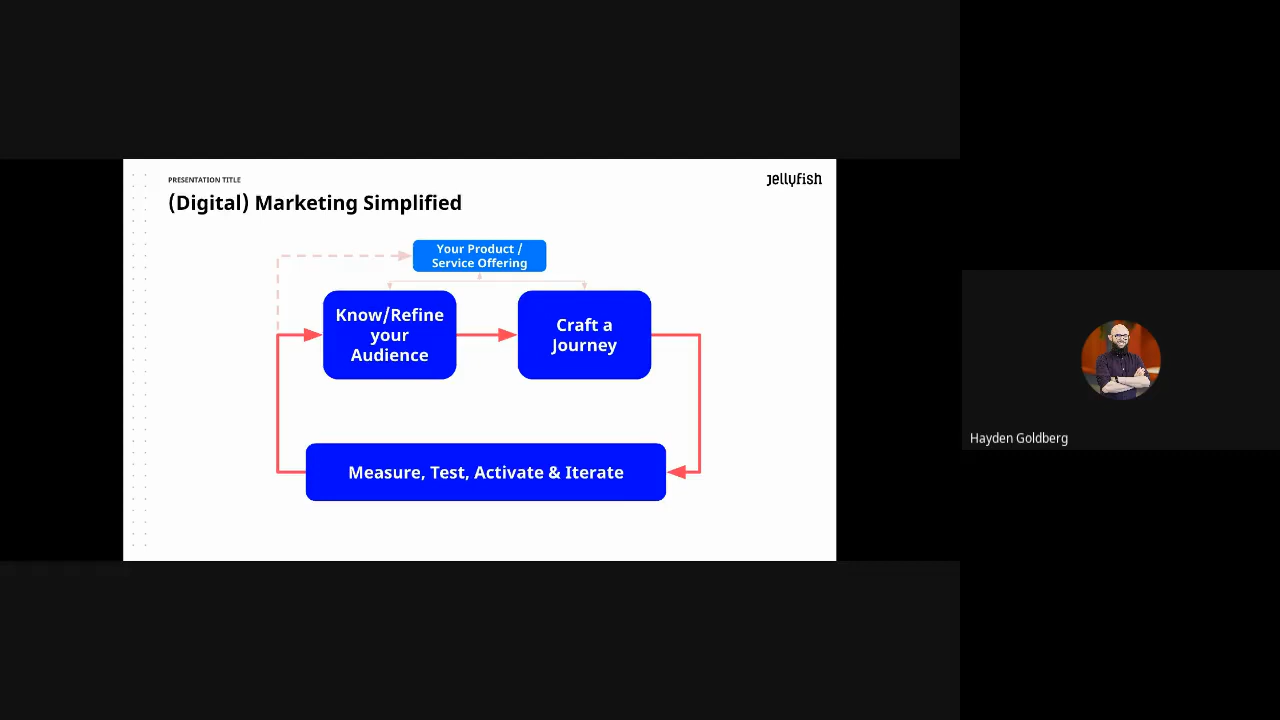 PRESENTATION TITLE
Jellyfish
(Digital) Marketing Simplified
Your Product /
Service Offering
Know/Refine
your
Audience
Craft a
Journey
Measure, Test, Activate & Iterate
Hayden Goldberg